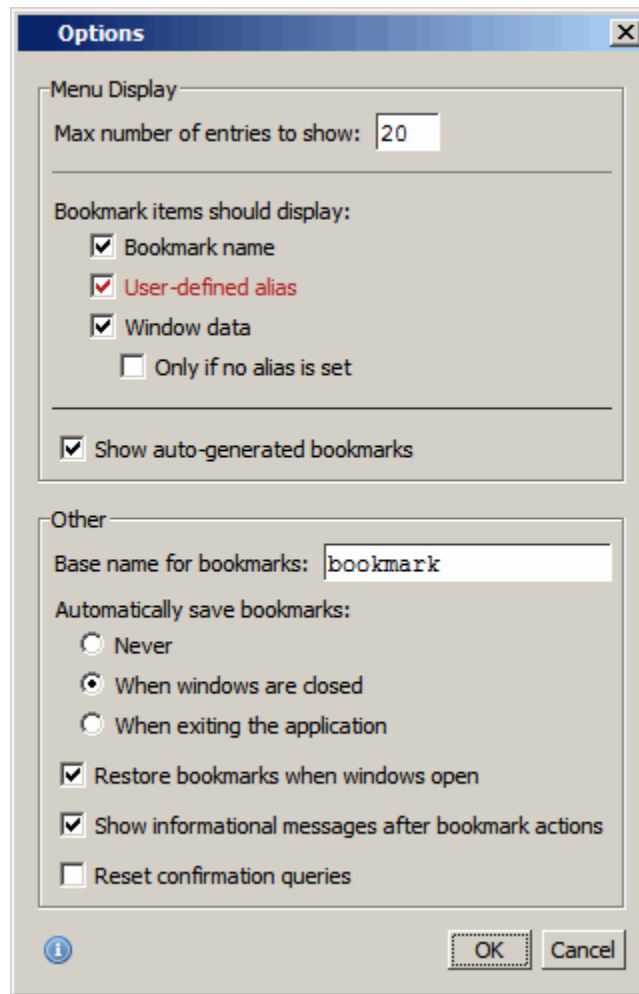 Options
Menu Display
Max number of entries to show: 20
Bookmark items should display:
Bookmark name
User-defined alias
Window data
Only if no alias is set
Show auto-generated bookmarks
Other
Base name for bookmarks: bookmark
Automatically save bookmarks:
Never
When windows are closed
When exiting the application
Restore bookmarks when windows open
Show informational messages after bookmark actions
Reset confirmation queries
OK Cancel